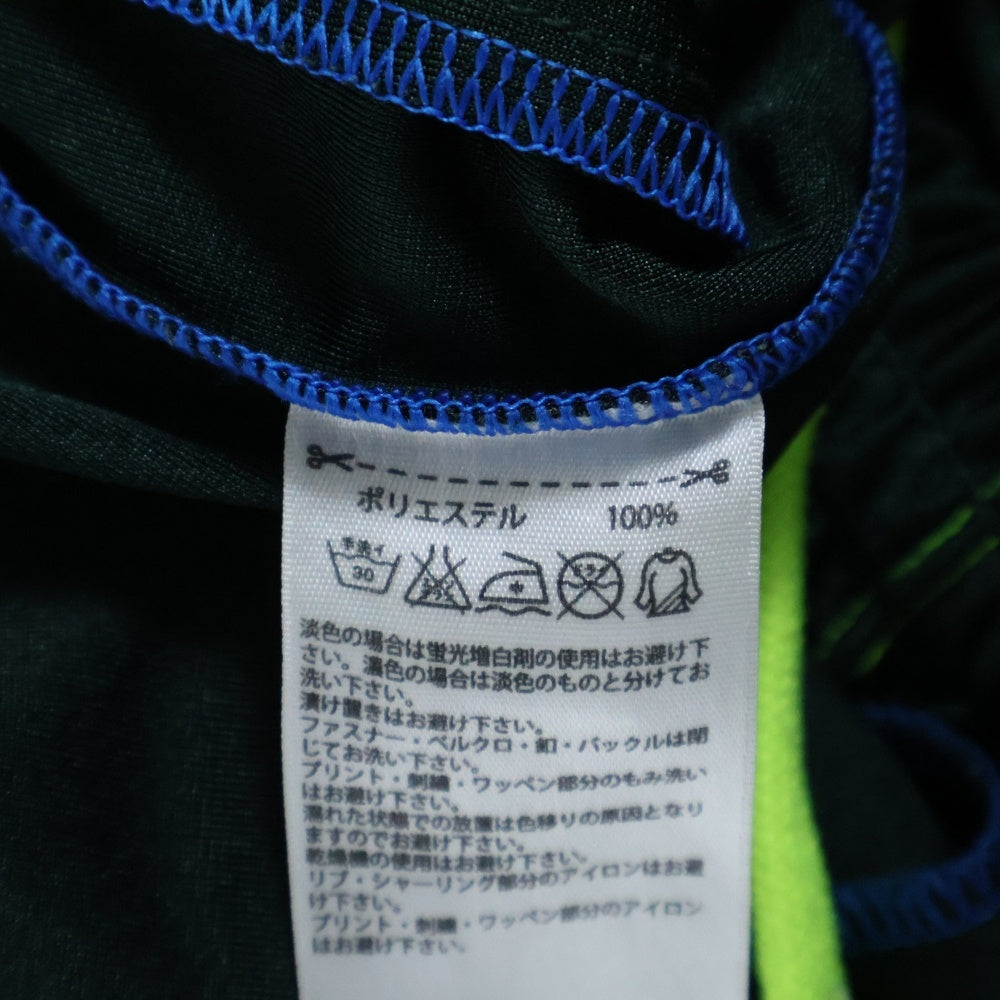 ポリエステル 100%
手洗イ
30
エンソ
サラシ
中
ドライ
淡色の場合は蛍光増白剤の使用はお避け下
さい。濃色の場合は淡色のものと分けてお
洗い下さい。
漬け置きはお避け下さい。
ファスナー・ベルクロ・釦・バックルは閉
じてお洗い下さい。
プリント・刺繍・ワッペン部分のもみ洗い
はお避け下さい。
濡れた状態での放置は色移りの原因となり
ますのでお避け下さい。
乾燥機の使用はお避け下さい。
リブ・シャーリング部分のアイロンはお避
け下さい。
プリント・刺繍・ワッペン部分のアイロン
はお避け下さい。